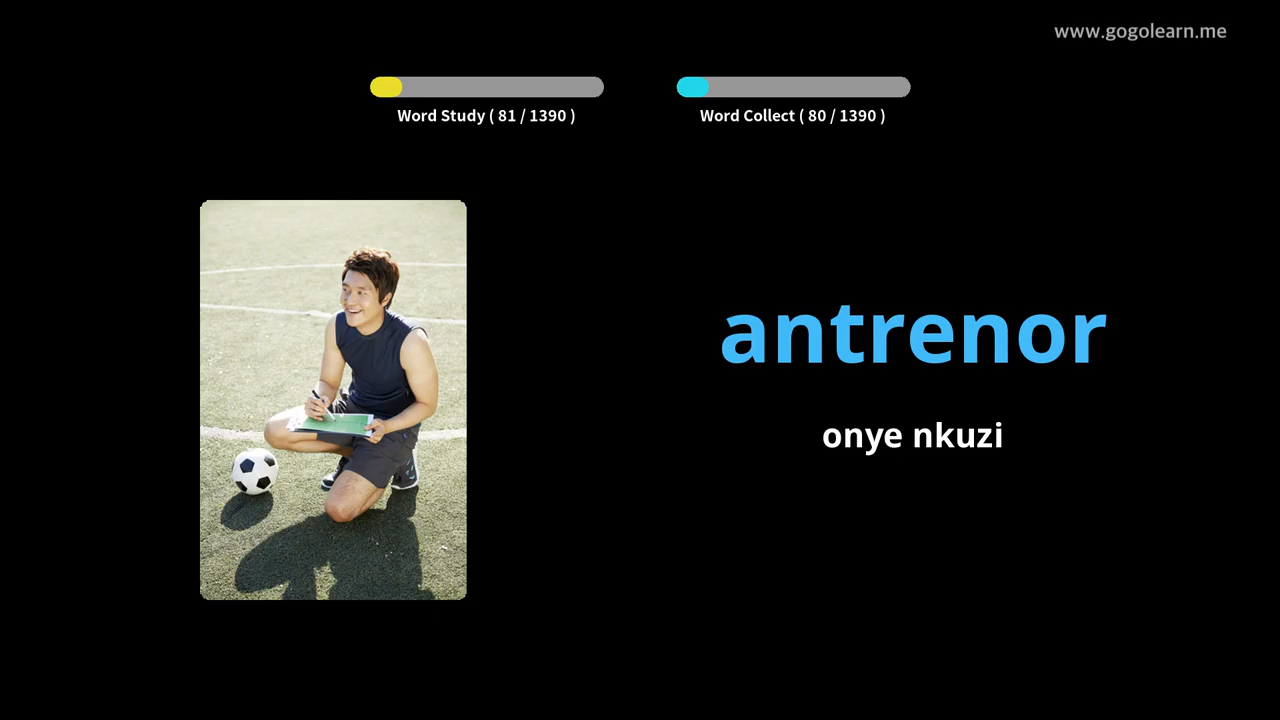 www.gogolearn.me
Word Study ( 81 / 1390 )
Word Collect ( 80 / 1390 )
antrenor
onye nkuzi